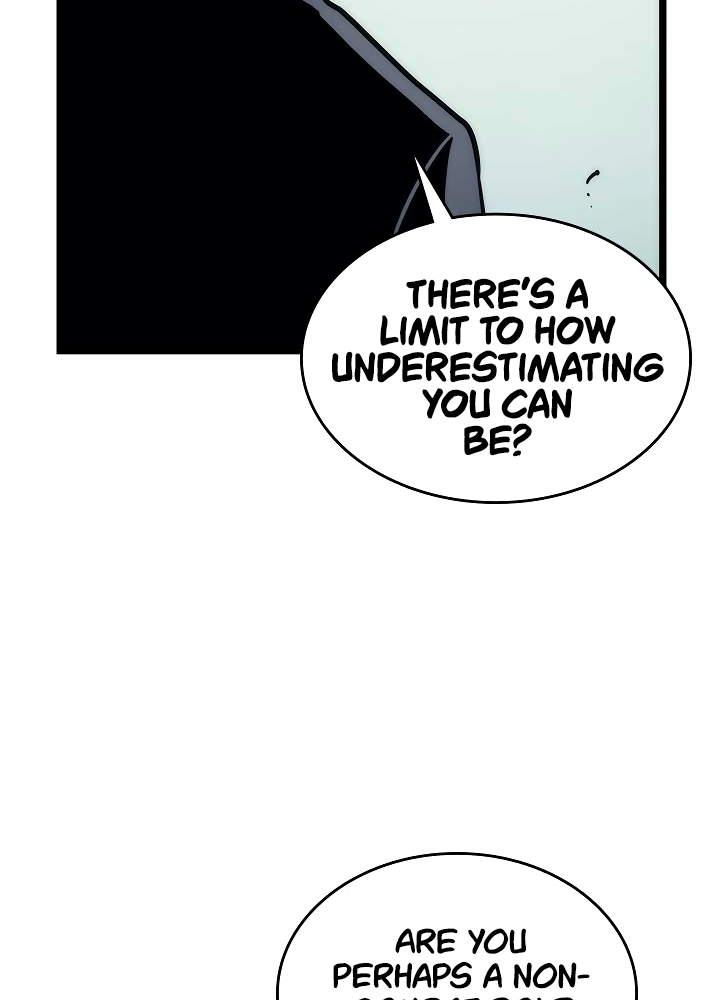 THERE'S A
LIMIT TO HOW
UNDERESTIMATING
YOU CAN
BE?
ARE YOU
PERHAPS A NON-